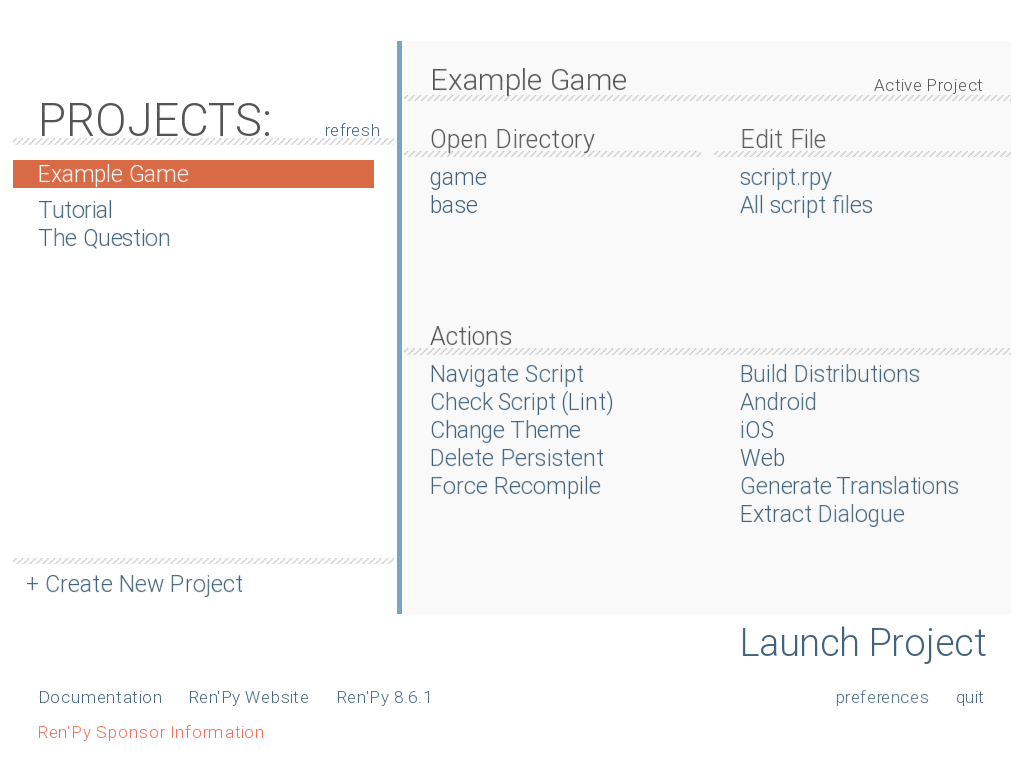 PROJECTS:
refresh
Example Game
Tutorial
The Question
+ Create New Project
Example Game
Active Project
Open Directory
game
base
Edit File
script.rpy
All script files
Actions
Navigate Script
Check Script (Lint)
Change Theme
Delete Persistent
Force Recompile
Build Distributions
Android
iOS
Web
Generate Translations
Extract Dialogue
Launch Project
Documentation Ren'Py Website Ren'Py 8.6.1
preferences quit
Ren'Py Sponsor Information